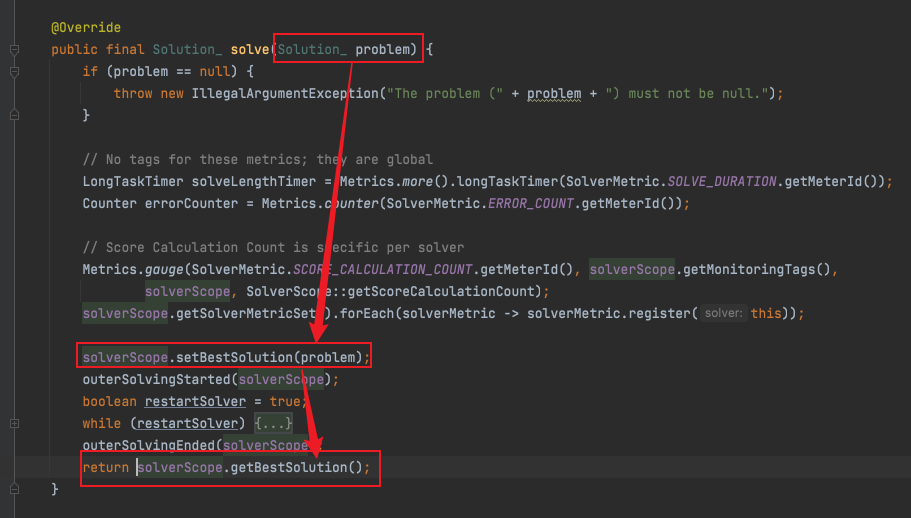 @Override
public final Solution_ solve(Solution_ problem) {
if (problem == null) {
throw new IllegalArgumentException("The problem (" + problem + ") must not be null.");
}
// No tags for these metrics; they are global
LongTaskTimer solveLengthTimer = Metrics.more().longTaskTimer(SolverMetric.SOLVE_DURATION.getMeterId());
Counter errorCounter = Metrics.counter(SolverMetric.ERROR_COUNT.getMeterId());
// Score Calculation Count is specific per solver
Metrics.gauge(SolverMetric.SCORE_CALCULATION_COUNT.getMeterId(), solverScope.getMonitoringTags(),
solverScope, SolverScope::getScoreCalculationCount);
solverScope.getSolverMetricSet().forEach(solverMetric -> solverMetric.register( solver: this));
solverScope.setBestSolution(problem);
outerSolvingStarted(solverScope);
boolean restartSolver = true;
while (restartSolver) {...}
outerSolvingEnded(solverScope);
return solverScope.getBestSolution();
}